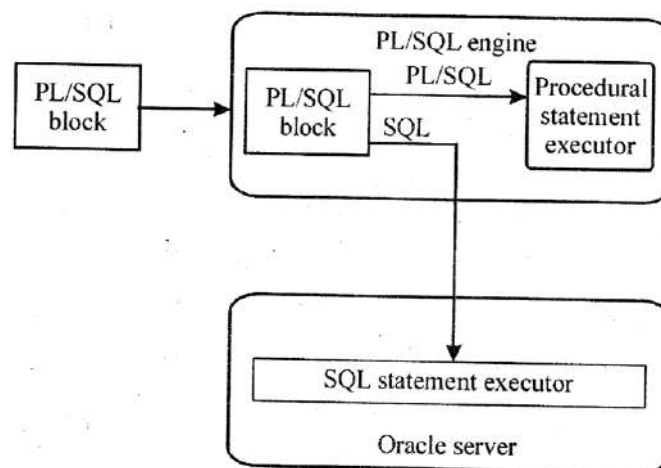 PL/SQL engine
PL/SQL
block
PL/SQL
block
PL/SQL
SQL
Procedural
statement
executor
SQL statement executor
Oracle server